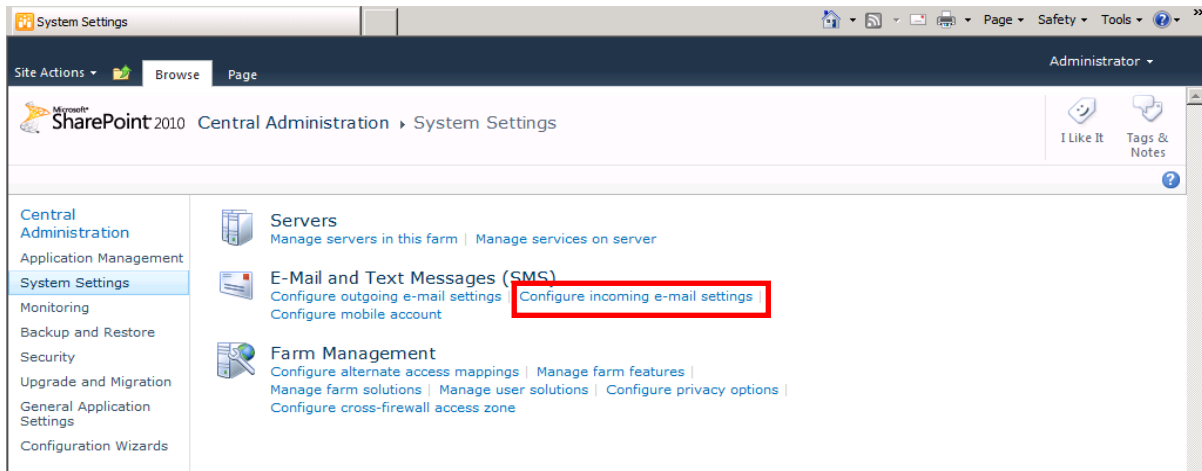 System Settings
Page Safety Tools
»
Administrator
Site Actions Browse Page
Microsoft
SharePoint 2010 Central Administration System Settings
I Like It
Tags & Notes
Central Administration
Application Management
System Settings
Monitoring
Backup and Restore
Security
Upgrade and Migration
General Application Settings
Configuration Wizards
Servers
Manage servers in this farm | Manage services on server
E-Mail and Text Messages (SMS)
Configure outgoing e-mail settings | Configure incoming e-mail settings |
Configure mobile account
Farm Management
Configure alternate access mappings | Manage farm features |
Manage farm solutions | Manage user solutions | Configure privacy options |
Configure cross-firewall access zone